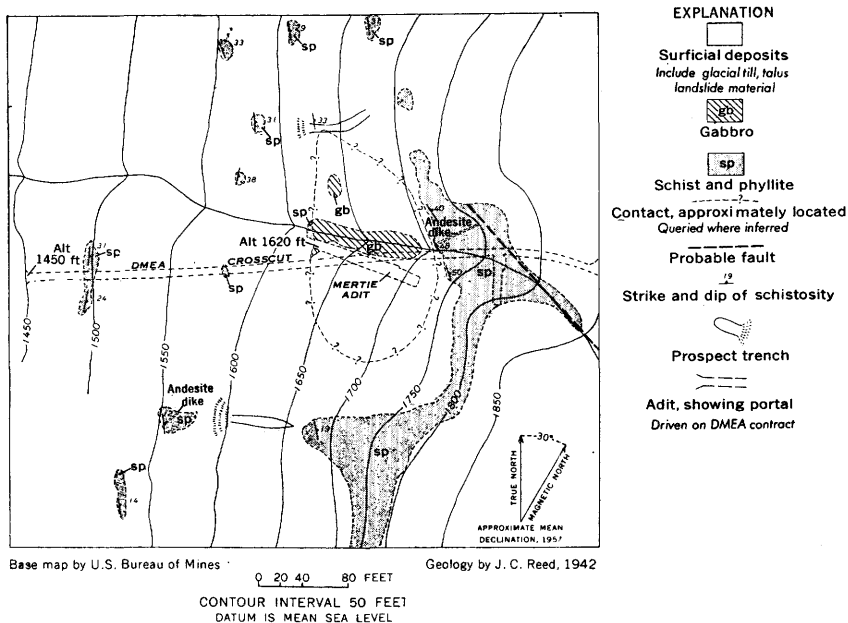 33
29
sp
31
sp
31
sp
33
38
?
?
?
?
sp
gb
40
Andesite
dike
Alt 1620 ft
gb
Alt
1450 ft
31
sp
DMEA
CROSSCUT
sp
50
sp
MERTIE
ADIT
24
?
?
?
?
1450
1500
1550
1600
1650
1700
1750
1800
1850
Andesite
dike
sp
19
sp
sp
14
30°
TRUE NORTH
MAGNETIC NORTH
APPROXIMATE MEAN
DECLINATION, 1957
Base map by U.S. Bureau of Mines
Geology by J. C. Reed, 1942
0 20 40 80 FEET
CONTOUR INTERVAL 50 FEET
DATUM IS MEAN SEA LEVEL
EXPLANATION
Surficial deposits
Include glacial till, talus
landslide material
gb
Gabbro
sp
Schist and phyllite
?
Contact, approximately located
Queried where inferred
Probable fault
19
Strike and dip of schistosity
Prospect trench
Adit, showing portal
Driven on DMEA contract